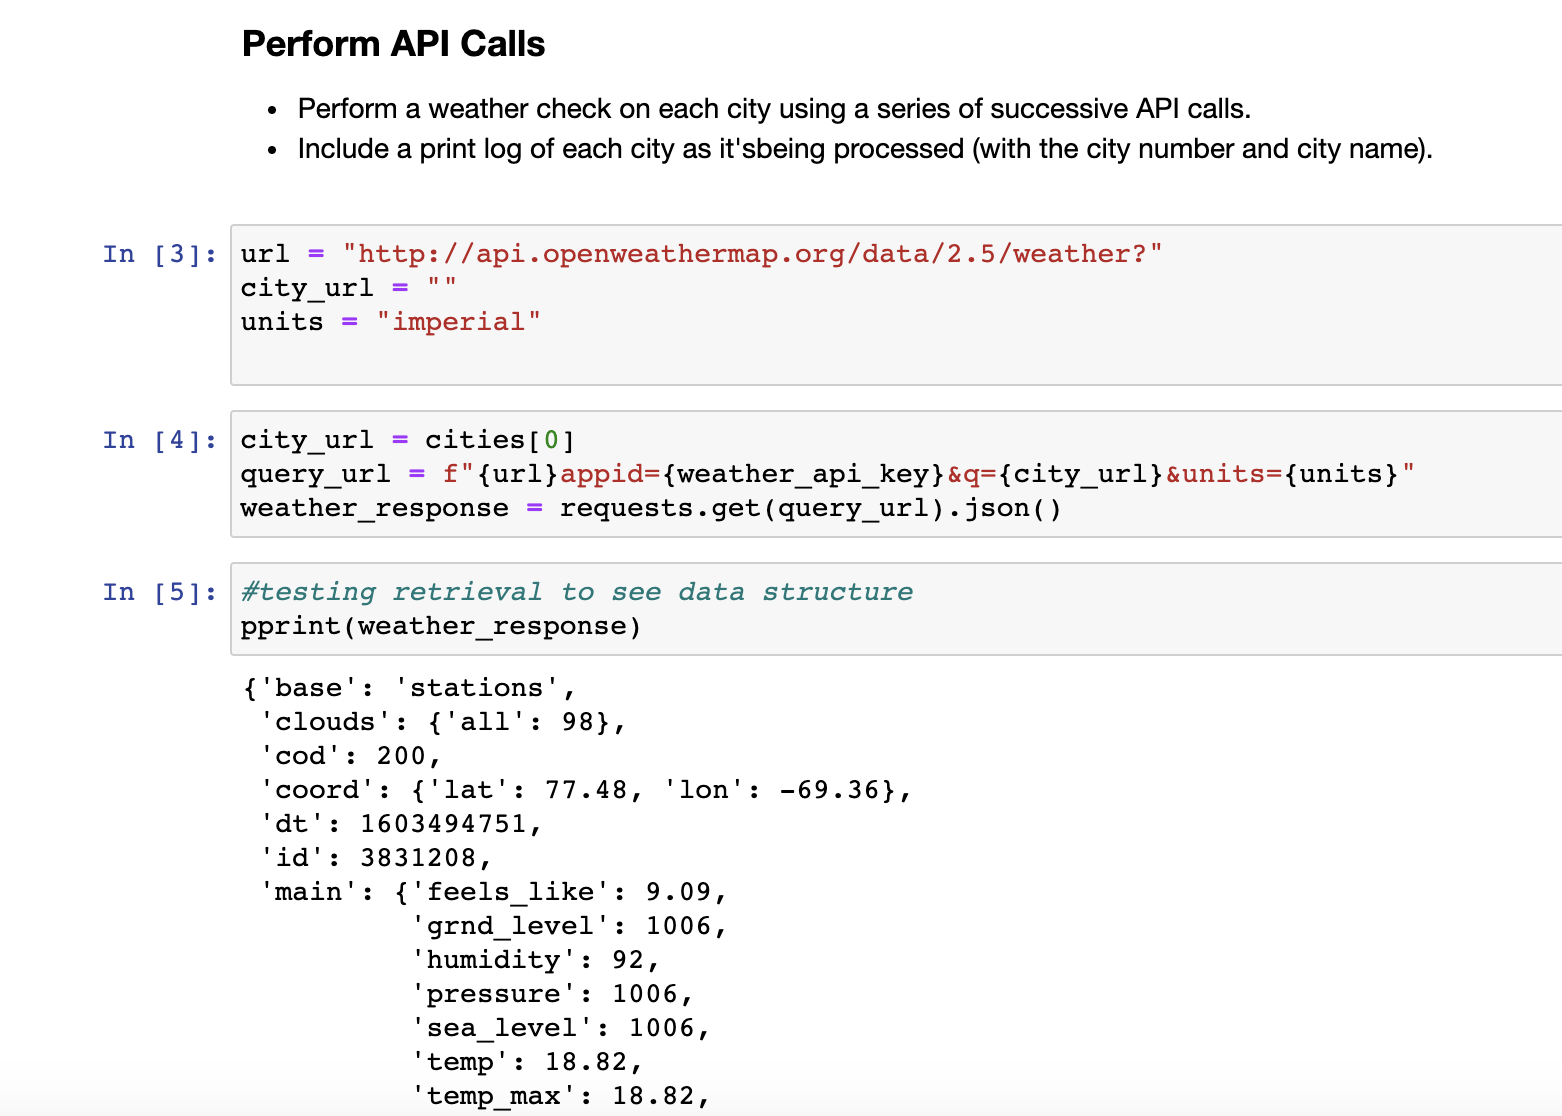 Perform API Calls
• Perform a weather check on each city using a series of successive API calls.
• Include a print log of each city as it'sbeing processed (with the city number and city name).
In [3]: url = "http://api.openweathermap.org/data/2.5/weather?"
city_url = ""
units = "imperial"
In [4]: city_url = cities[0]
query_url = f"{url}appid={weather_api_key}&q={city_url}&units={units}"
weather_response = requests.get(query_url).json()
In [5]: #testing retrieval to see data structure
pprint(weather_response)
{'base': 'stations',
 'clouds': {'all': 98},
 'cod': 200,
 'coord': {'lat': 77.48, 'lon': -69.36},
 'dt': 1603494751,
 'id': 3831208,
 'main': {'feels_like': 9.09,
          'grnd_level': 1006,
          'humidity': 92,
          'pressure': 1006,
          'sea_level': 1006,
          'temp': 18.82,
          'temp_max': 18.82,